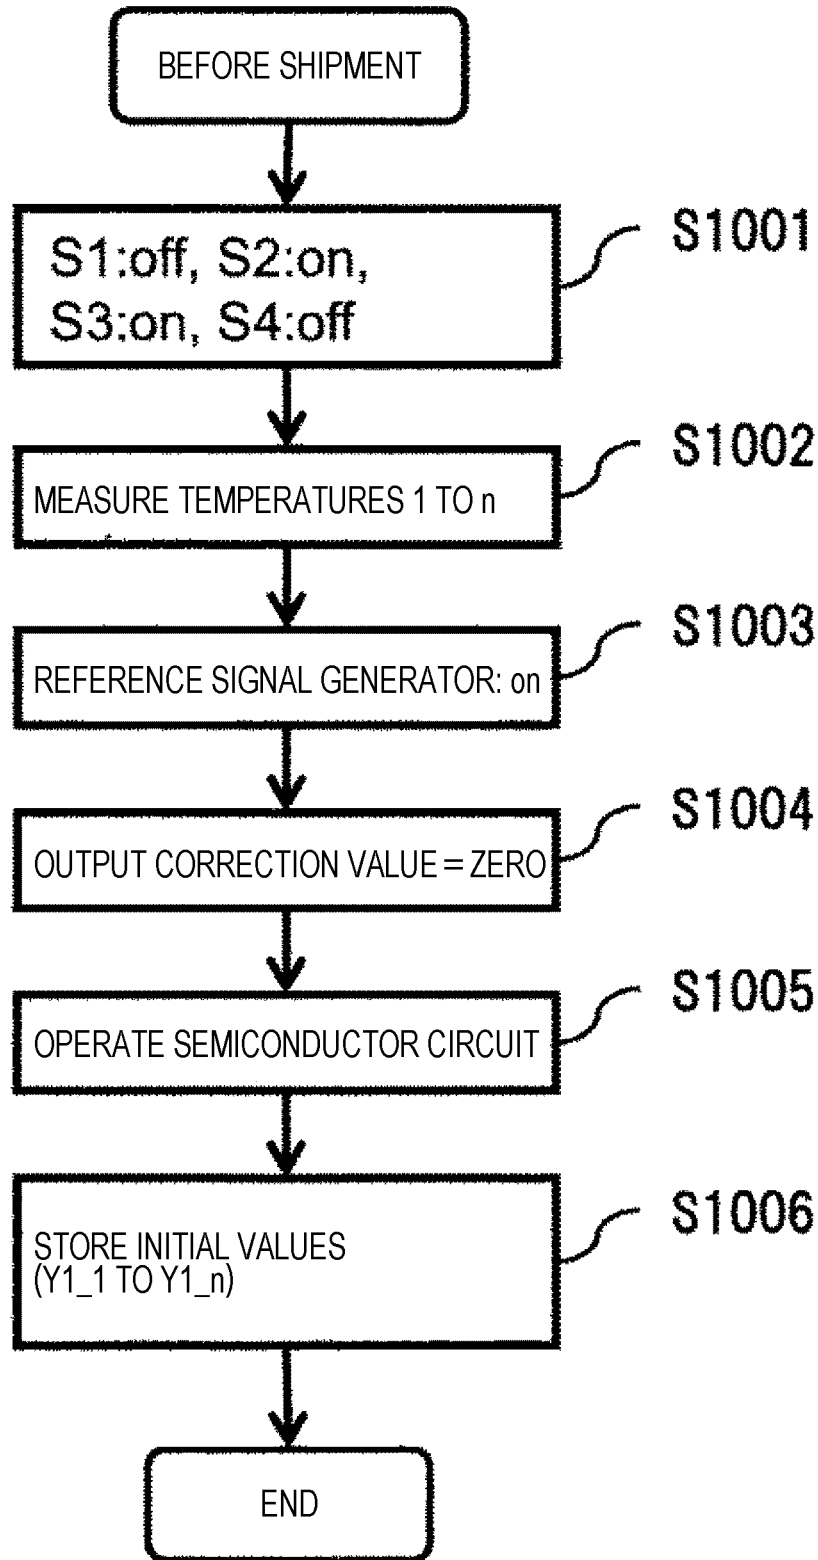 BEFORE SHIPMENT
S1:off, S2:on,
S3:on, S4:off
S1001
MEASURE TEMPERATURES 1 TO n
S1002
REFERENCE SIGNAL GENERATOR: on
S1003
OUTPUT CORRECTION VALUE = ZERO
S1004
OPERATE SEMICONDUCTOR CIRCUIT
S1005
STORE INITIAL VALUES
(Y1_1 TO Y1_n)
S1006
END